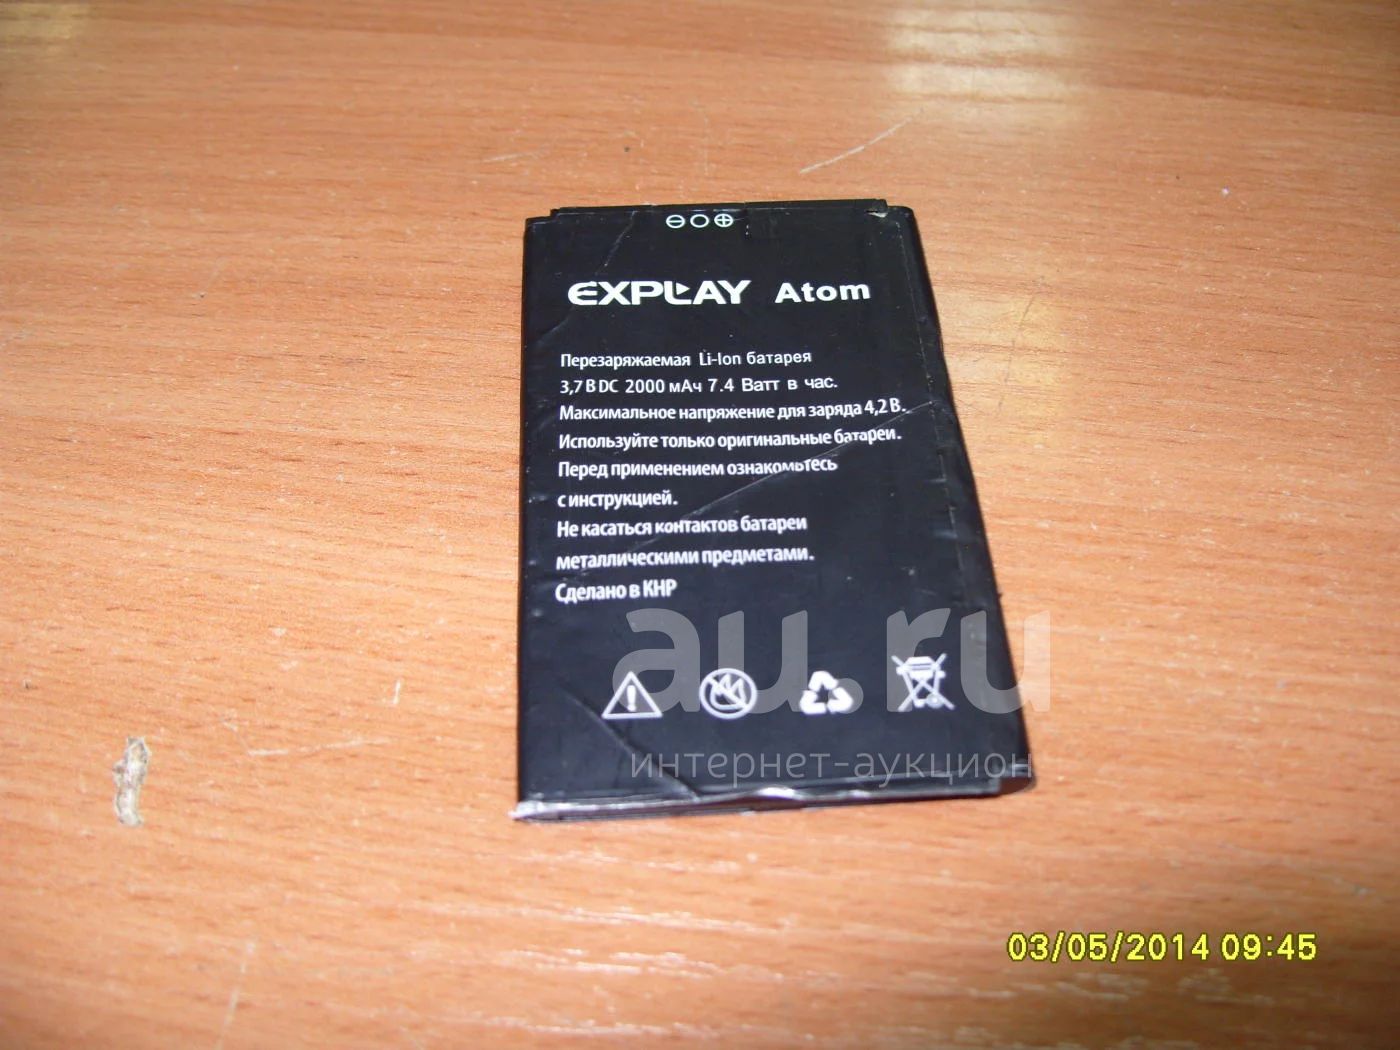 EXPLAY Atom
Перезаряжаемая Li-Ion батарея
3,7 В DC 2000 мАч 7.4 Ватт в час.
Максимальное напряжение для заряда 4,2 В.
Используйте только оригинальные батареи.
Перед применением ознакомьтесь
с инструкцией.
Не касаться контактов батареи
металлическими предметами.
Сделано в КНР
au.ru
интернет-аукцион
03/05/2014 09:45